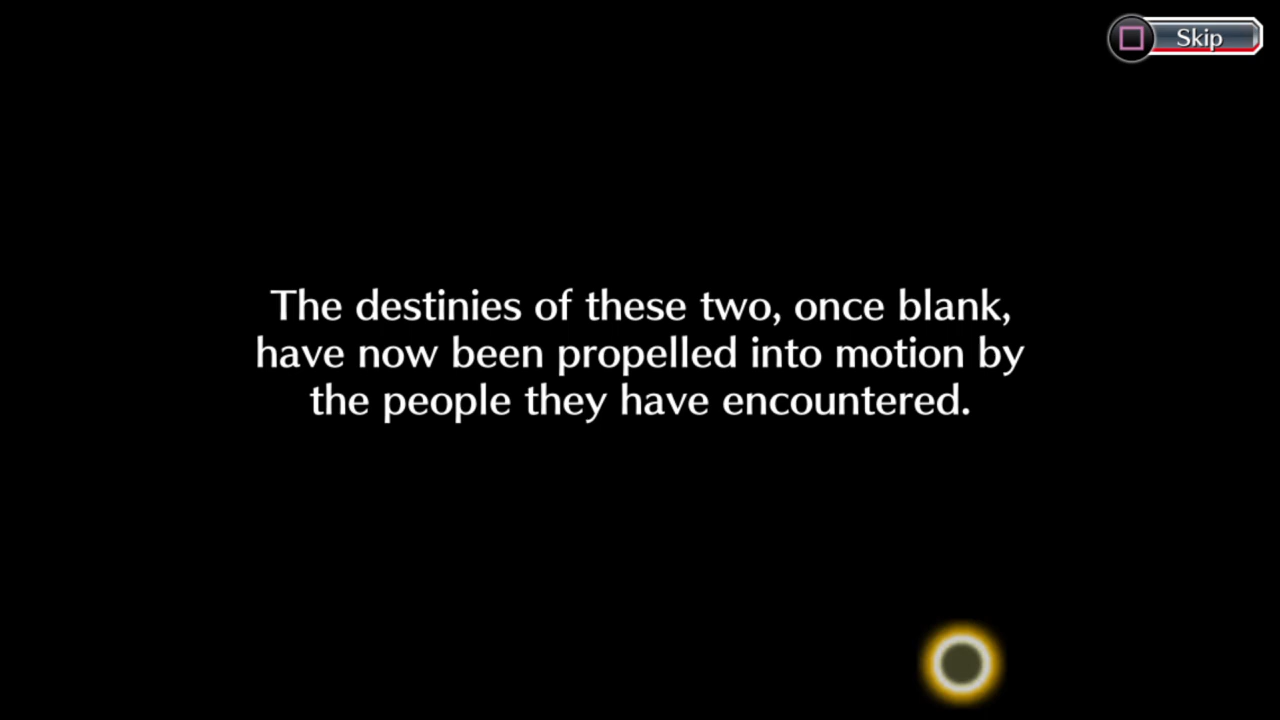 Skip
The destinies of these two, once blank,
have now been propelled into motion by
the people they have encountered.